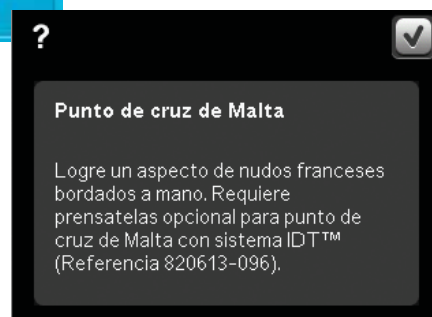 ?
Punto de cruz de Malta
Logre un aspecto de nudos franceses
bordados a mano. Requiere
prensatelas opcional para punto de
cruz de Malta con sistema IDT™
(Referencia 820613-096).